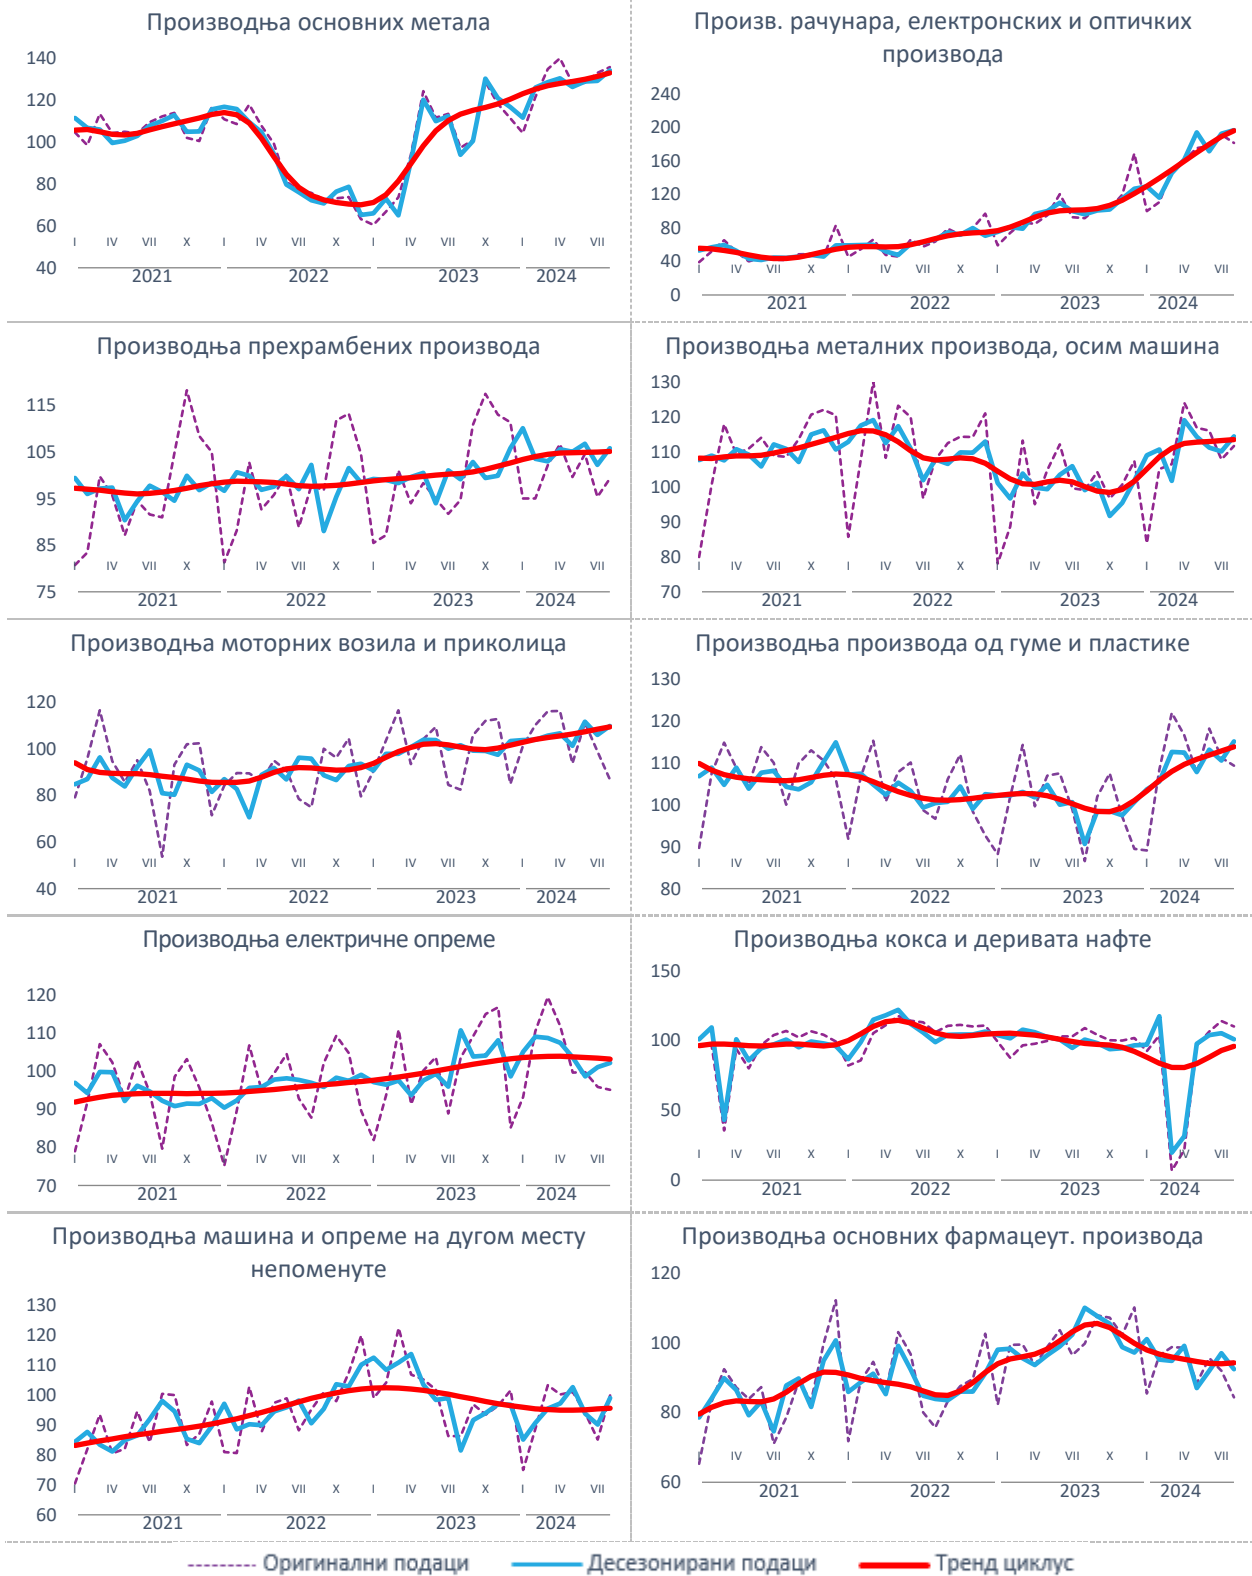 Производња основних метала
140
120
100
80
60
40
I IV VII X I IV VII X I IV VII X I IV VII
2021 2022 2023 2024
Произв. рачунара, електронских и оптичких
производа
240
200
160
120
80
40
0
I IV VII X I IV VII X I IV VII X I IV VII
2021 2022 2023 2024
Производња прехрамбених производа
115
105
95
85
75
I IV VII X I IV VII X I IV VII X I IV VII
2021 2022 2023 2024
Производња металних производа, осим машина
130
120
110
100
90
80
70
I IV VII X I IV VII X I IV VII X I IV VII
2021 2022 2023 2024
Производња моторних возила и приколица
120
100
80
60
40
I IV VII X I IV VII X I IV VII X I IV VII
2021 2022 2023 2024
Производња производа од гуме и пластике
130
120
110
100
90
80
I IV VII X I IV VII X I IV VII X I IV VII
2021 2022 2023 2024
Производња електричне опреме
120
110
100
90
80
70
I IV VII X I IV VII X I IV VII X I IV VII
2021 2022 2023 2024
Производња кокса и деривата нафте
150
100
50
0
I IV VII X I IV VII X I IV VII X I IV VII
2021 2022 2023 2024
Производња машина и опреме на дугом месту
непоменуте
130
120
110
100
90
80
70
60
I IV VII X I IV VII X I IV VII X I IV VII
2021 2022 2023 2024
Производња основних фармацеут. производа
120
100
80
60
I IV VII X I IV VII X I IV VII X I IV VII
2021 2022 2023 2024
Оригинални подаци Десезонирани подаци Тренд циклус